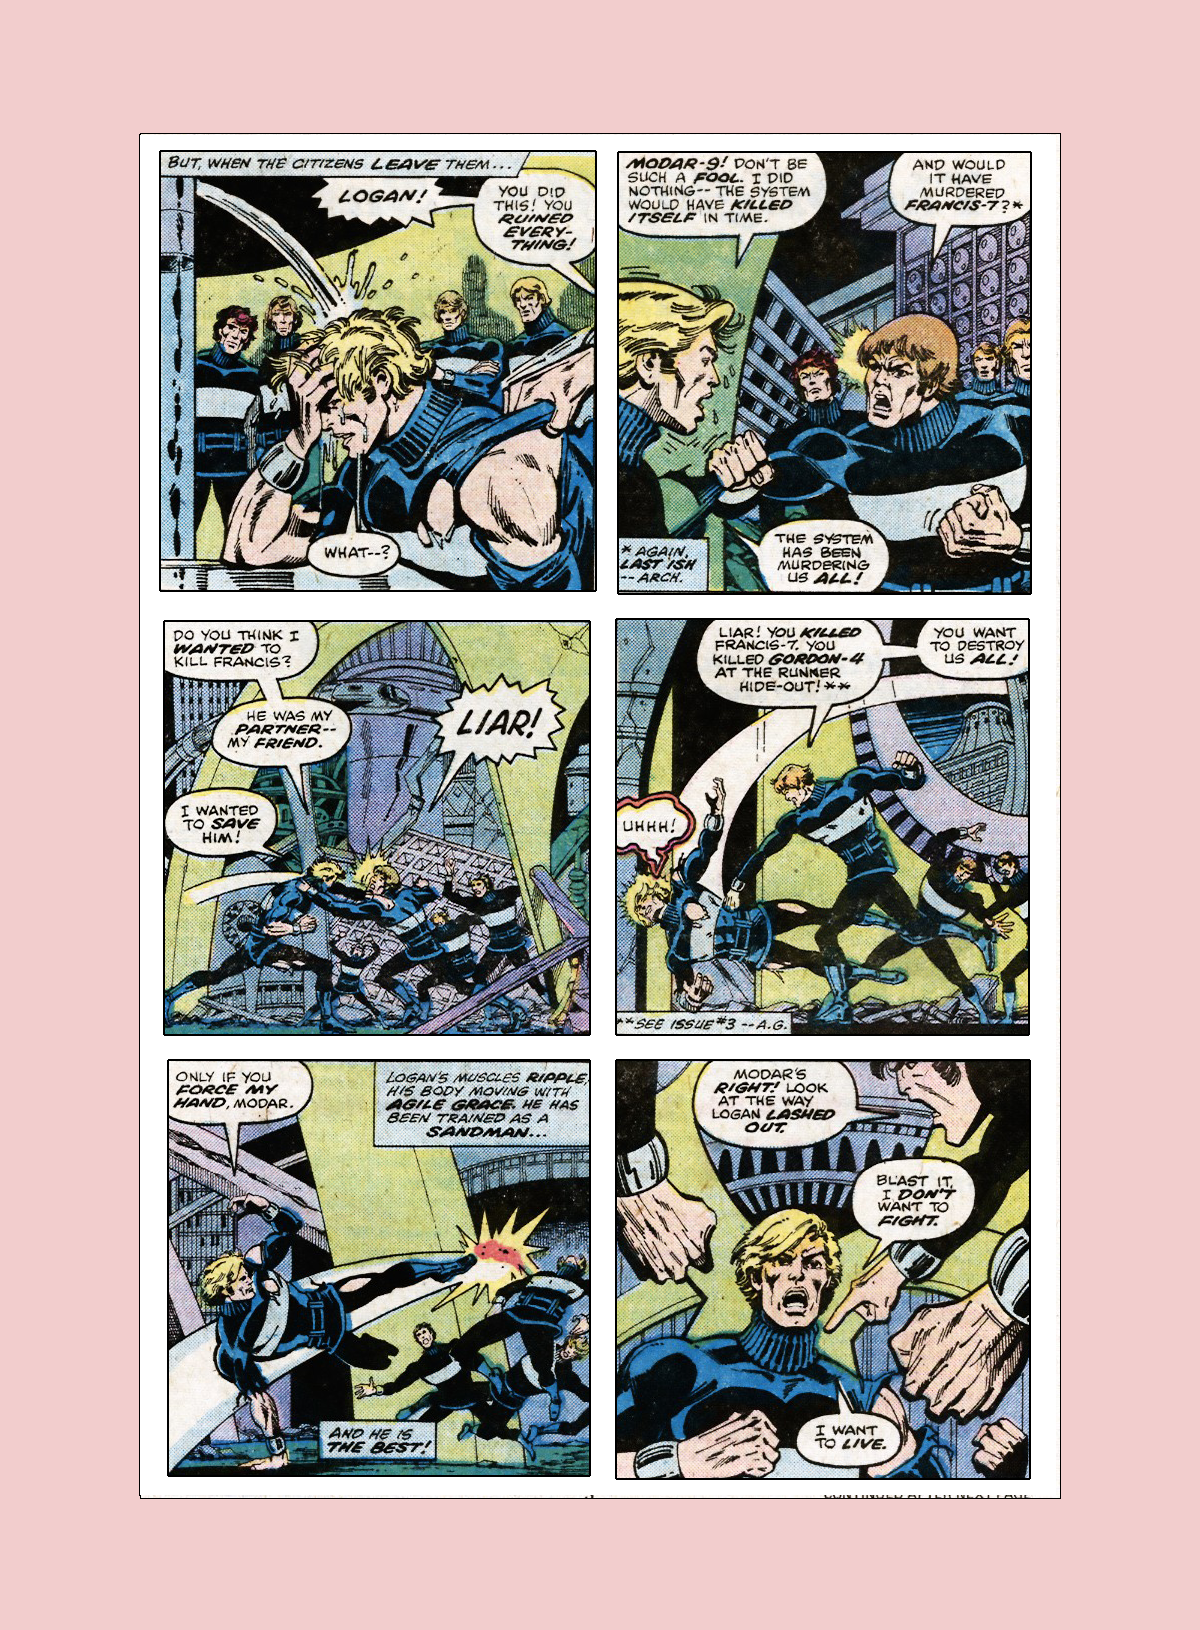 BUT, WHEN THE CITIZENS LEAVE THEM...
LOGAN!
YOU DID
THIS! YOU
RUINED
EVERY-
THING!
WHAT--?
MODAR-9! DON'T BE
SUCH A FOOL. I DID
NOTHING-- THE SYSTEM
WOULD HAVE KILLED
ITSELF IN TIME.
AND WOULD
IT HAVE
MURDERED
FRANCIS-7?*
THE SYSTEM
HAS BEEN
MURDERING
US ALL!
* AGAIN,
LAST ISH
-- ARCH.
DO YOU THINK I
WANTED TO
KILL FRANCIS?
HE WAS MY
PARTNER--
MY FRIEND.
LIAR!
I WANTED
TO SAVE
HIM!
LIAR! YOU KILLED
FRANCIS-7. YOU
KILLED GORDON-4
AT THE RUNNER
HIDE-OUT!**
YOU WANT
TO DESTROY
US ALL!
UHHH!
**SEE ISSUE #3 -- A.G.
ONLY IF YOU
FORCE MY
HAND, MODAR.
LOGAN'S MUSCLES RIPPLE,
HIS BODY MOVING WITH
AGILE GRACE. HE HAS
BEEN TRAINED AS A
SANDMAN...
AND HE IS
THE BEST!
MODAR'S
RIGHT! LOOK
AT THE WAY
LOGAN LASHED
OUT.
BLAST IT,
I DON'T
WANT TO
FIGHT.
I WANT
TO LIVE.
CONTINUED AFTER NEXT PAGE